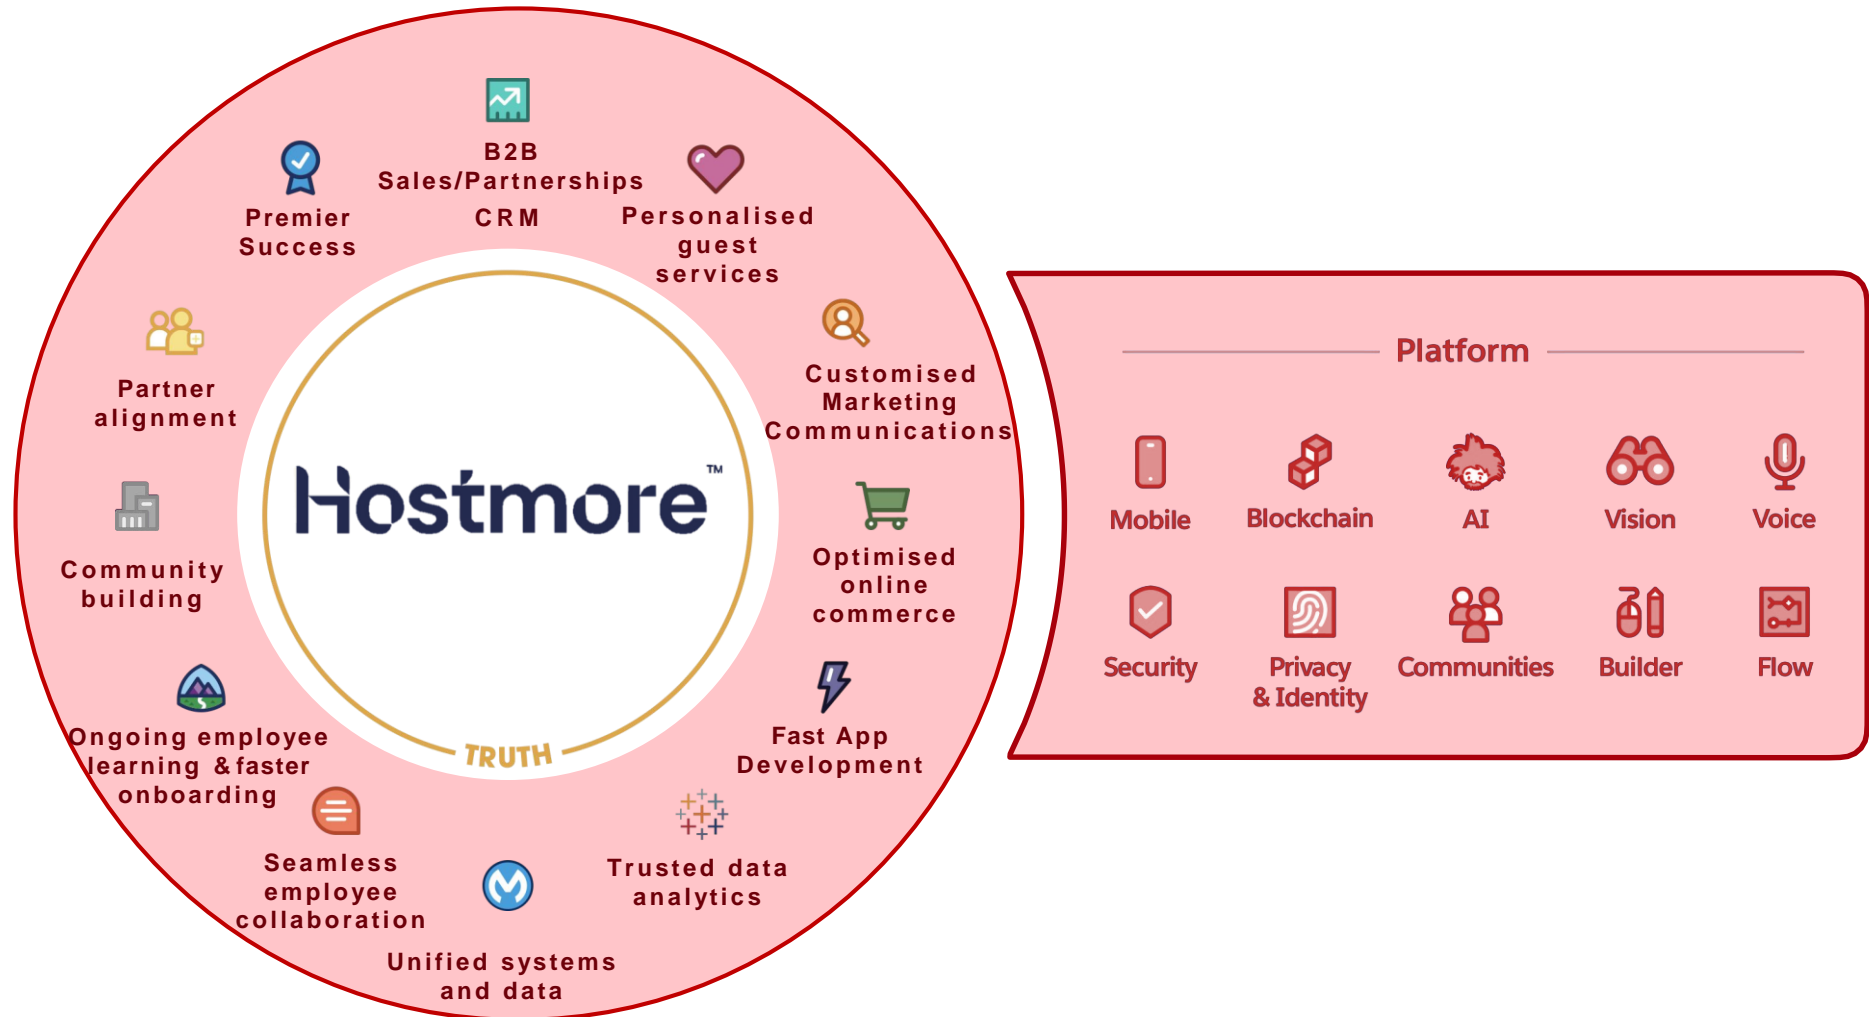 B2B
Sales/Partnerships
CRM
Personalised
guest
services
Customised
Marketing
Communications
Optimised
online
commerce
Fast App
Development
Trusted data
analytics
Unified systems
and data
Seamless
employee
collaboration
Ongoing employee
learning & faster
onboarding
Community
building
Partner
alignment
Premier
Success
Hostmore™
TRUTH
Platform
Mobile
Blockchain
AI
Vision
Voice
Security
Privacy
& Identity
Communities
Builder
Flow